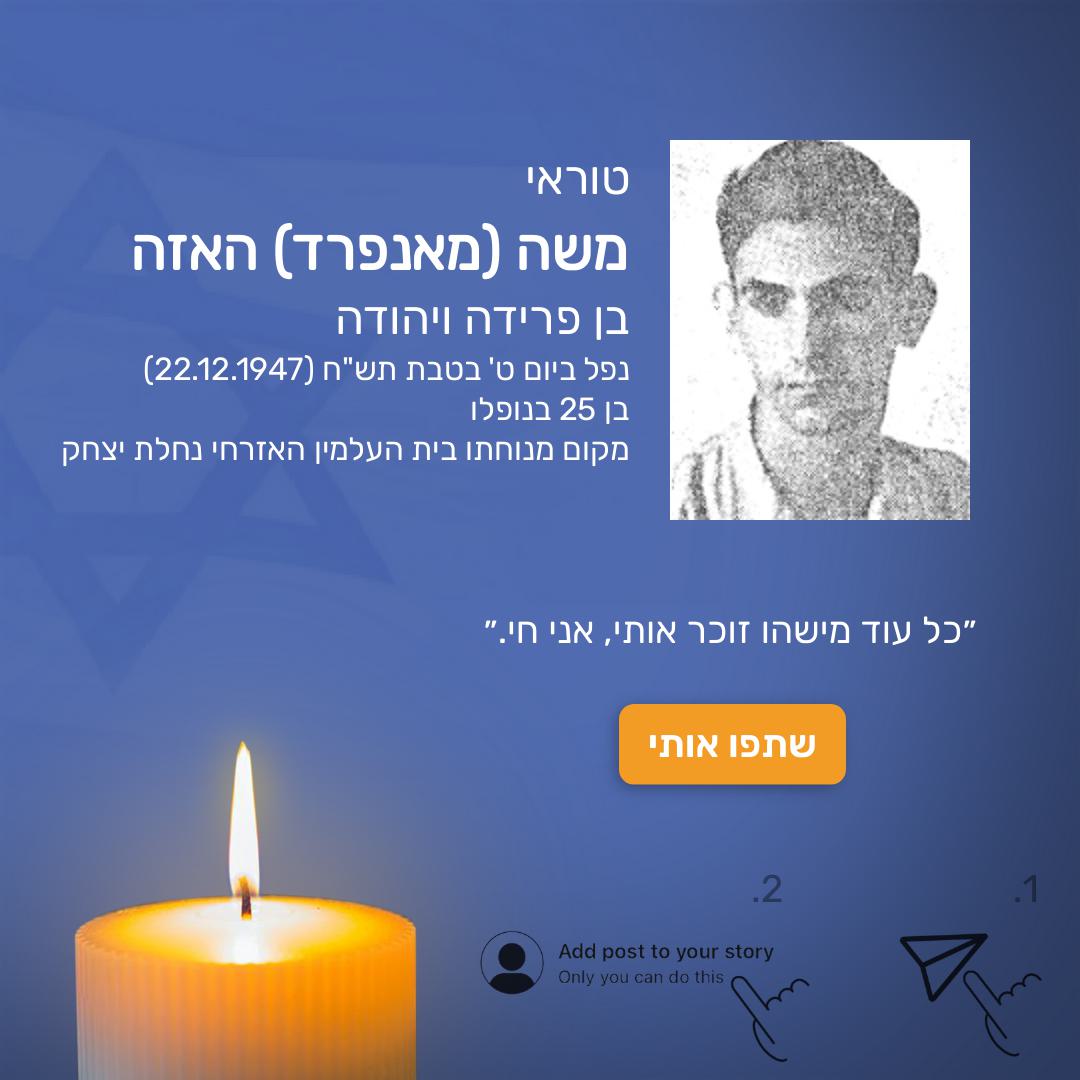 טוראי
משה (מאנפרד) האזה
בן פרידה ויהודה
נפל ביום ט' בטבת תש"ח (22.12.1947)
בן 25 בנופלו
מקום מנוחתו בית העלמין האזרחי נחלת יצחק
״כל עוד מישהו זוכר אותי, אני חי.״
שתפו אותי
1.
2.
Add post to your story
Only you can do this